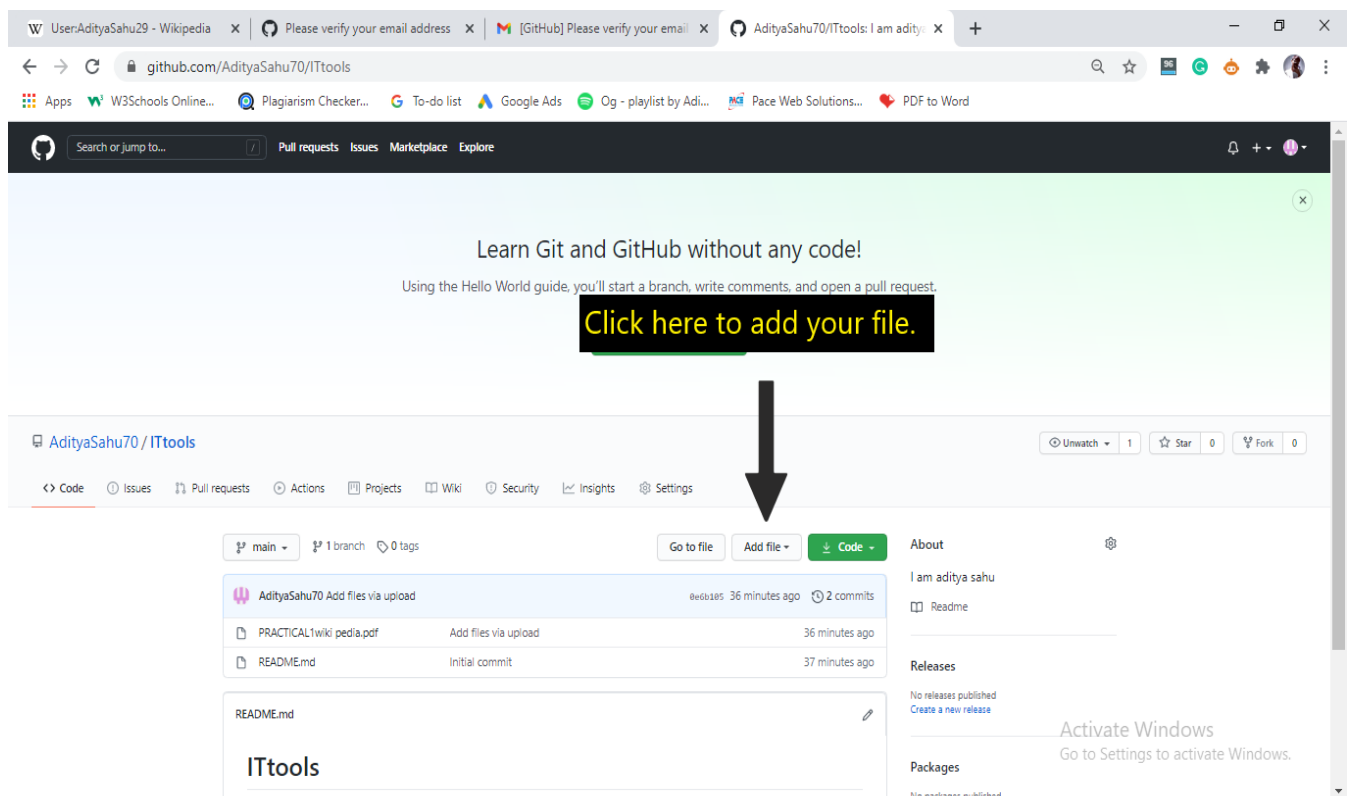 User:AdityaSahu29 - Wikipedia
Please verify your email address
[GitHub] Please verify your email
AdityaSahu70/ITtools: I am aditya
github.com/AdityaSahu70/ITtools
Apps
W3Schools Online...
Plagiarism Checker...
To-do list
Google Ads
Og - playlist by Adi...
Pace Web Solutions...
PDF to Word
Search or jump to...
/
Pull requests Issues Marketplace Explore
Learn Git and GitHub without any code!
Using the Hello World guide, you'll start a branch, write comments, and open a pull request.
Click here to add your file.
AdityaSahu70 / ITtools
Unwatch 1
Star 0
Fork 0
Code
Issues
Pull requests
Actions
Projects
Wiki
Security
Insights
Settings
main
1 branch
0 tags
Go to file
Add file
Code
AdityaSahu70 Add files via upload
0e6b105 36 minutes ago
2 commits
PRACTICAL1wiki pedia.pdf Add files via upload 36 minutes ago
README.md Initial commit 37 minutes ago
README.md
ITtools
About
I am aditya sahu
Readme
Releases
No releases published
Create a new release
Packages
No packages published
Activate Windows
Go to Settings to activate Windows.